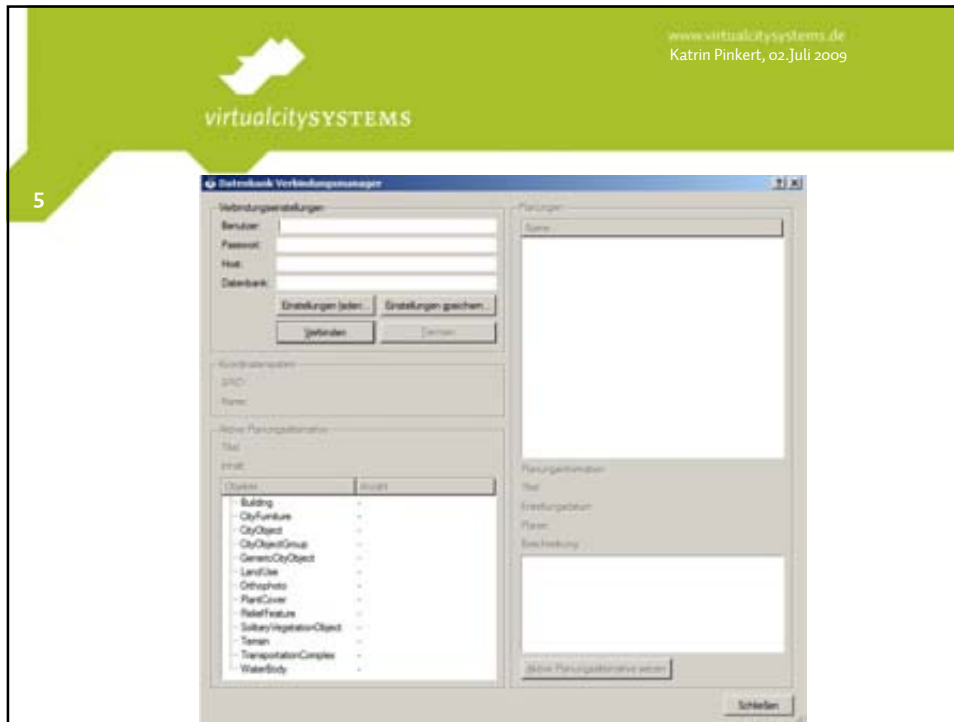 www.virtualcitysystems.de
Katrin Pinkert, 02.Juli 2009
virtualcitySYSTEMS
5
Datenbank Verbindungsmanager
Verbindungseinstellungen
Benutzer:
Passwort:
Host:
Datenbank:
Einstellungen laden...
Einstellungen speichern...
Verbinden
Trennen
Koordinatensystem
SRID:
Name:
Aktive Planungsalternative
Titel:
Inhalt:
Objekte
Anzahl
Building -
CityFurniture -
CityObject -
CityObjectGroup -
GenericCityObject -
LandUse -
Orthophoto -
PlantCover -
ReliefFeature -
SolitaryVegetationObject -
Terrain -
TransportationComplex -
WaterBody -
Planungen
Name
Planungsinformation
Titel:
Erstellungsdatum:
Planer:
Beschreibung:
Aktive Planungsalternative setzen
Schließen